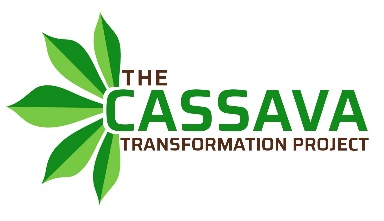 THE
CASSAVA
TRANSFORMATION PROJECT